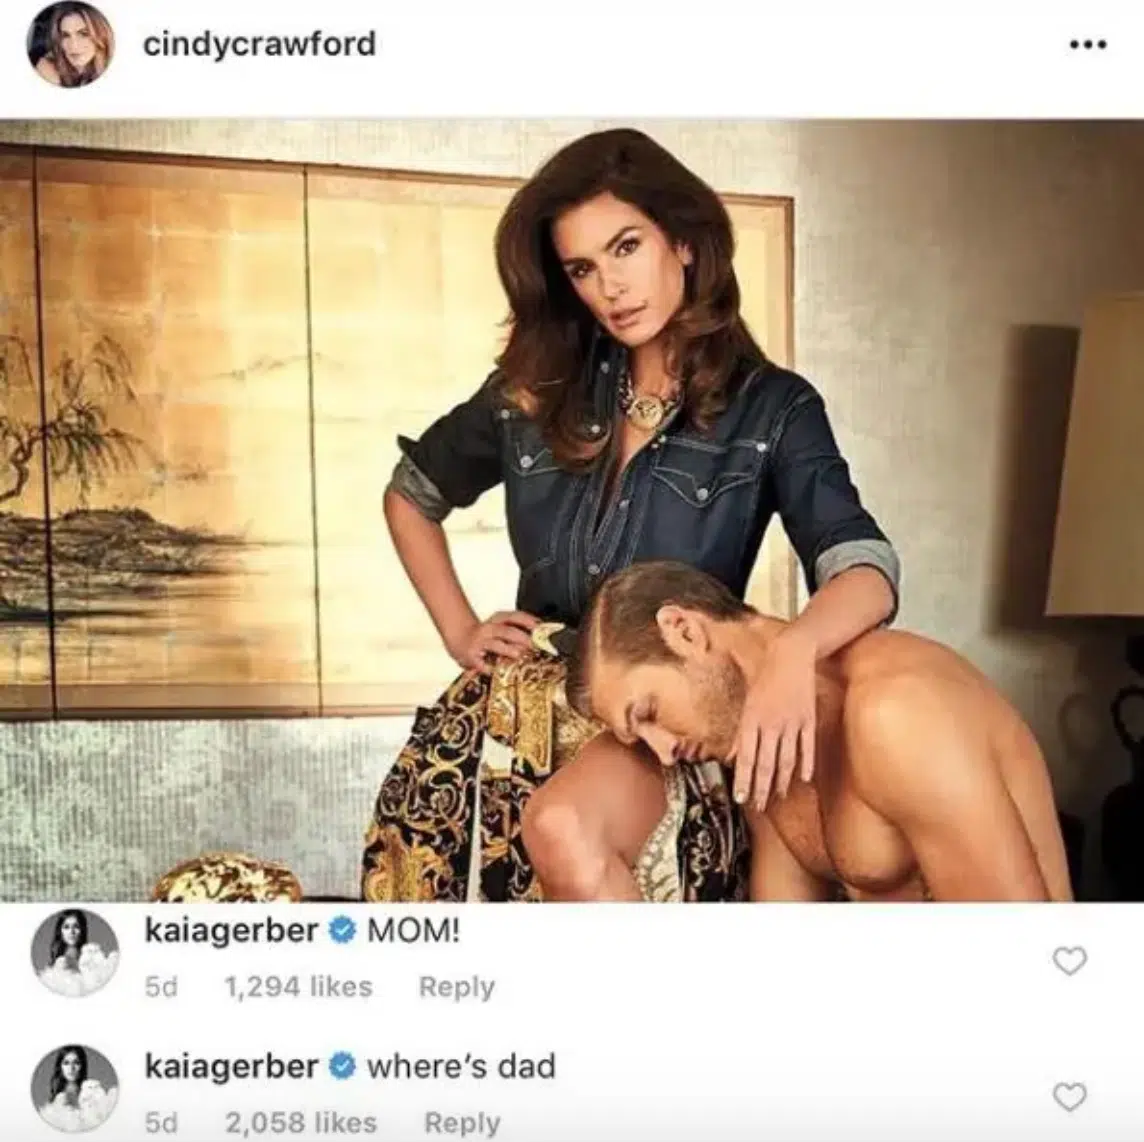 cindycrawford
kaiagerber MOM!
5d 1,294 likes Reply
kaiagerber where's dad
5d 2,058 likes Reply